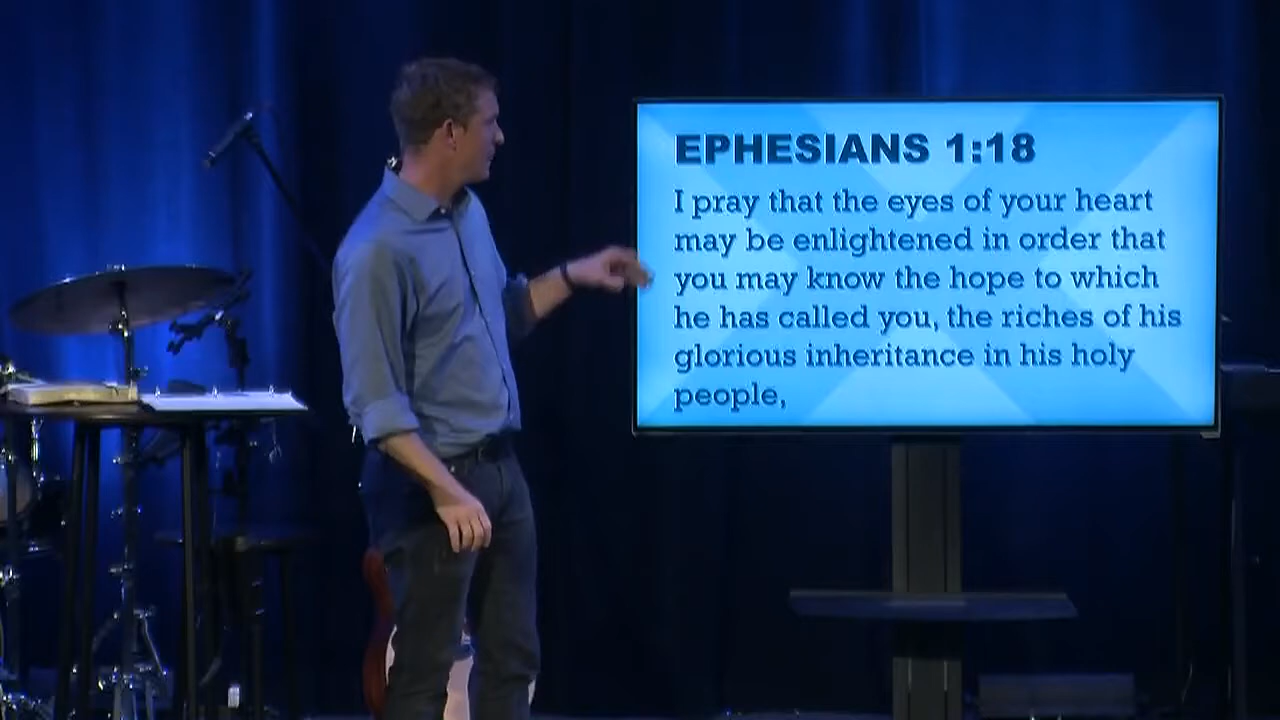 EPHESIANS 1:18
I pray that the eyes of your heart
may be enlightened in order that
you may know the hope to which
he has called you, the riches of his
glorious inheritance in his holy
people,